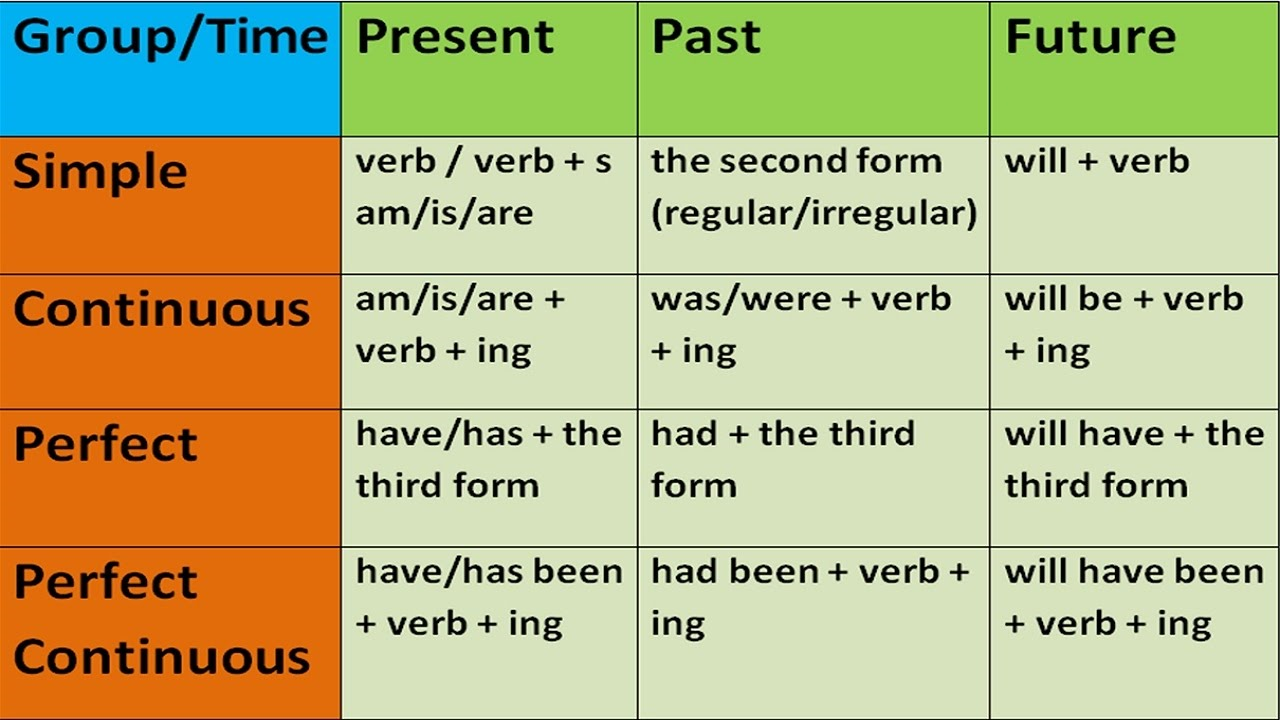 Group/Time Present Past Future
Simple
verb / verb + s
am/is/are
the second form
(regular/irregular)
will + verb
Continuous
am/is/are +
verb + ing
was/were + verb
+ ing
will be + verb
+ ing
Perfect
have/has + the
third form
had + the third
form
will have + the
third form
Perfect
Continuous
have/has been
+ verb + ing
had been + verb +
ing
will have been
+ verb + ing